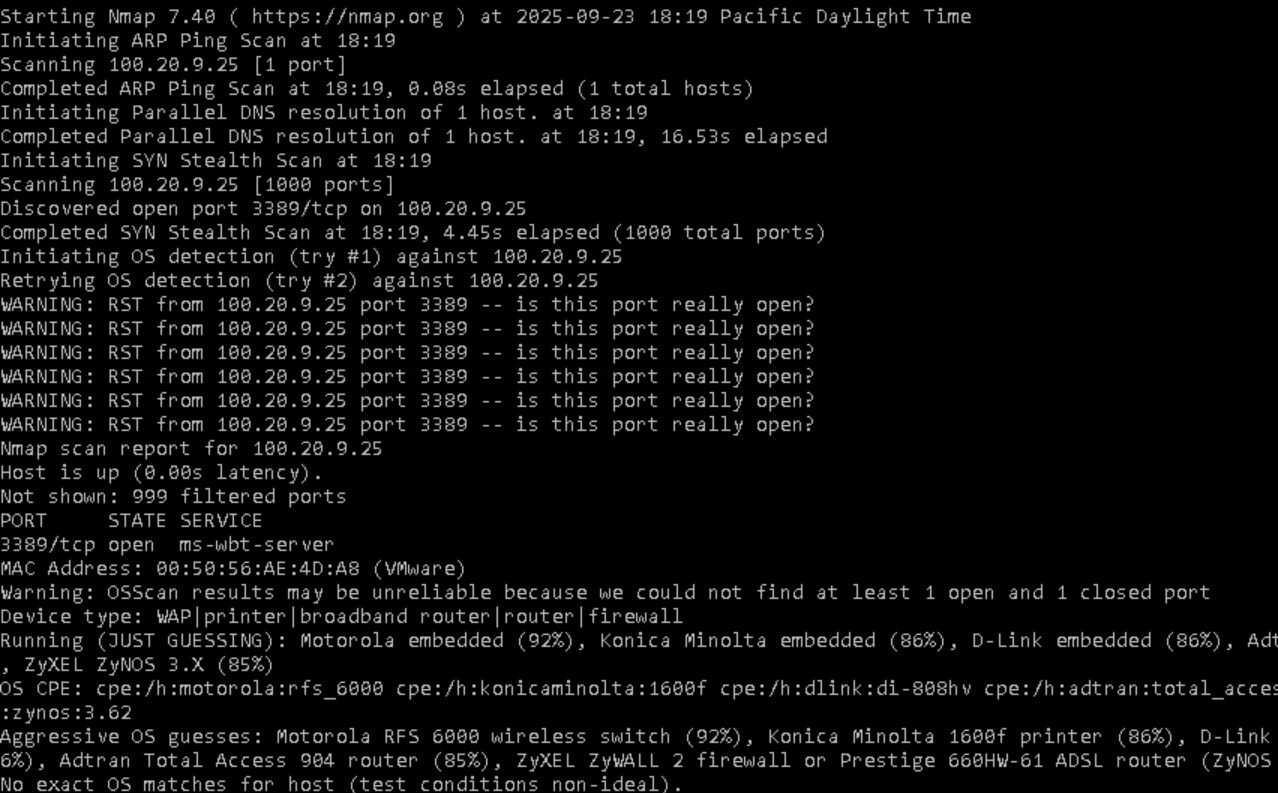 Starting Nmap 7.40 ( https://nmap.org ) at 2025-09-23 18:19 Pacific Daylight Time
Initiating ARP Ping Scan at 18:19
Scanning 100.20.9.25 [1 port]
Completed ARP Ping Scan at 18:19, 0.08s elapsed (1 total hosts)
Initiating Parallel DNS resolution of 1 host. at 18:19
Completed Parallel DNS resolution of 1 host. at 18:19, 16.53s elapsed
Initiating SYN Stealth Scan at 18:19
Scanning 100.20.9.25 [1000 ports]
Discovered open port 3389/tcp on 100.20.9.25
Completed SYN Stealth Scan at 18:19, 4.45s elapsed (1000 total ports)
Initiating OS detection (try #1) against 100.20.9.25
Retrying OS detection (try #2) against 100.20.9.25
WARNING: RST from 100.20.9.25 port 3389 -- is this port really open?
WARNING: RST from 100.20.9.25 port 3389 -- is this port really open?
WARNING: RST from 100.20.9.25 port 3389 -- is this port really open?
WARNING: RST from 100.20.9.25 port 3389 -- is this port really open?
WARNING: RST from 100.20.9.25 port 3389 -- is this port really open?
WARNING: RST from 100.20.9.25 port 3389 -- is this port really open?
Nmap scan report for 100.20.9.25
Host is up (0.00s latency).
Not shown: 999 filtered ports
PORT     STATE SERVICE
3389/tcp open  ms-wbt-server
MAC Address: 00:50:56:AE:4D:A8 (VMware)
Warning: OSScan results may be unreliable because we could not find at least 1 open and 1 closed port
Device type: WAP|printer|broadband router|router|firewall
Running (JUST GUESSING): Motorola embedded (92%), Konica Minolta embedded (86%), D-Link embedded (86%), Adt
, ZyXEL ZyNOS 3.X (85%)
OS CPE: cpe:/h:motorola:rfs_6000 cpe:/h:konicaminolta:1600f cpe:/h:dlink:di-808hv cpe:/h:adtran:total_acces
:zynos:3.62
Aggressive OS guesses: Motorola RFS 6000 wireless switch (92%), Konica Minolta 1600f printer (86%), D-Link
6%), Adtran Total Access 904 router (85%), ZyXEL ZyWALL 2 firewall or Prestige 660HW-61 ADSL router (ZyNOS
No exact OS matches for host (test conditions non-ideal).